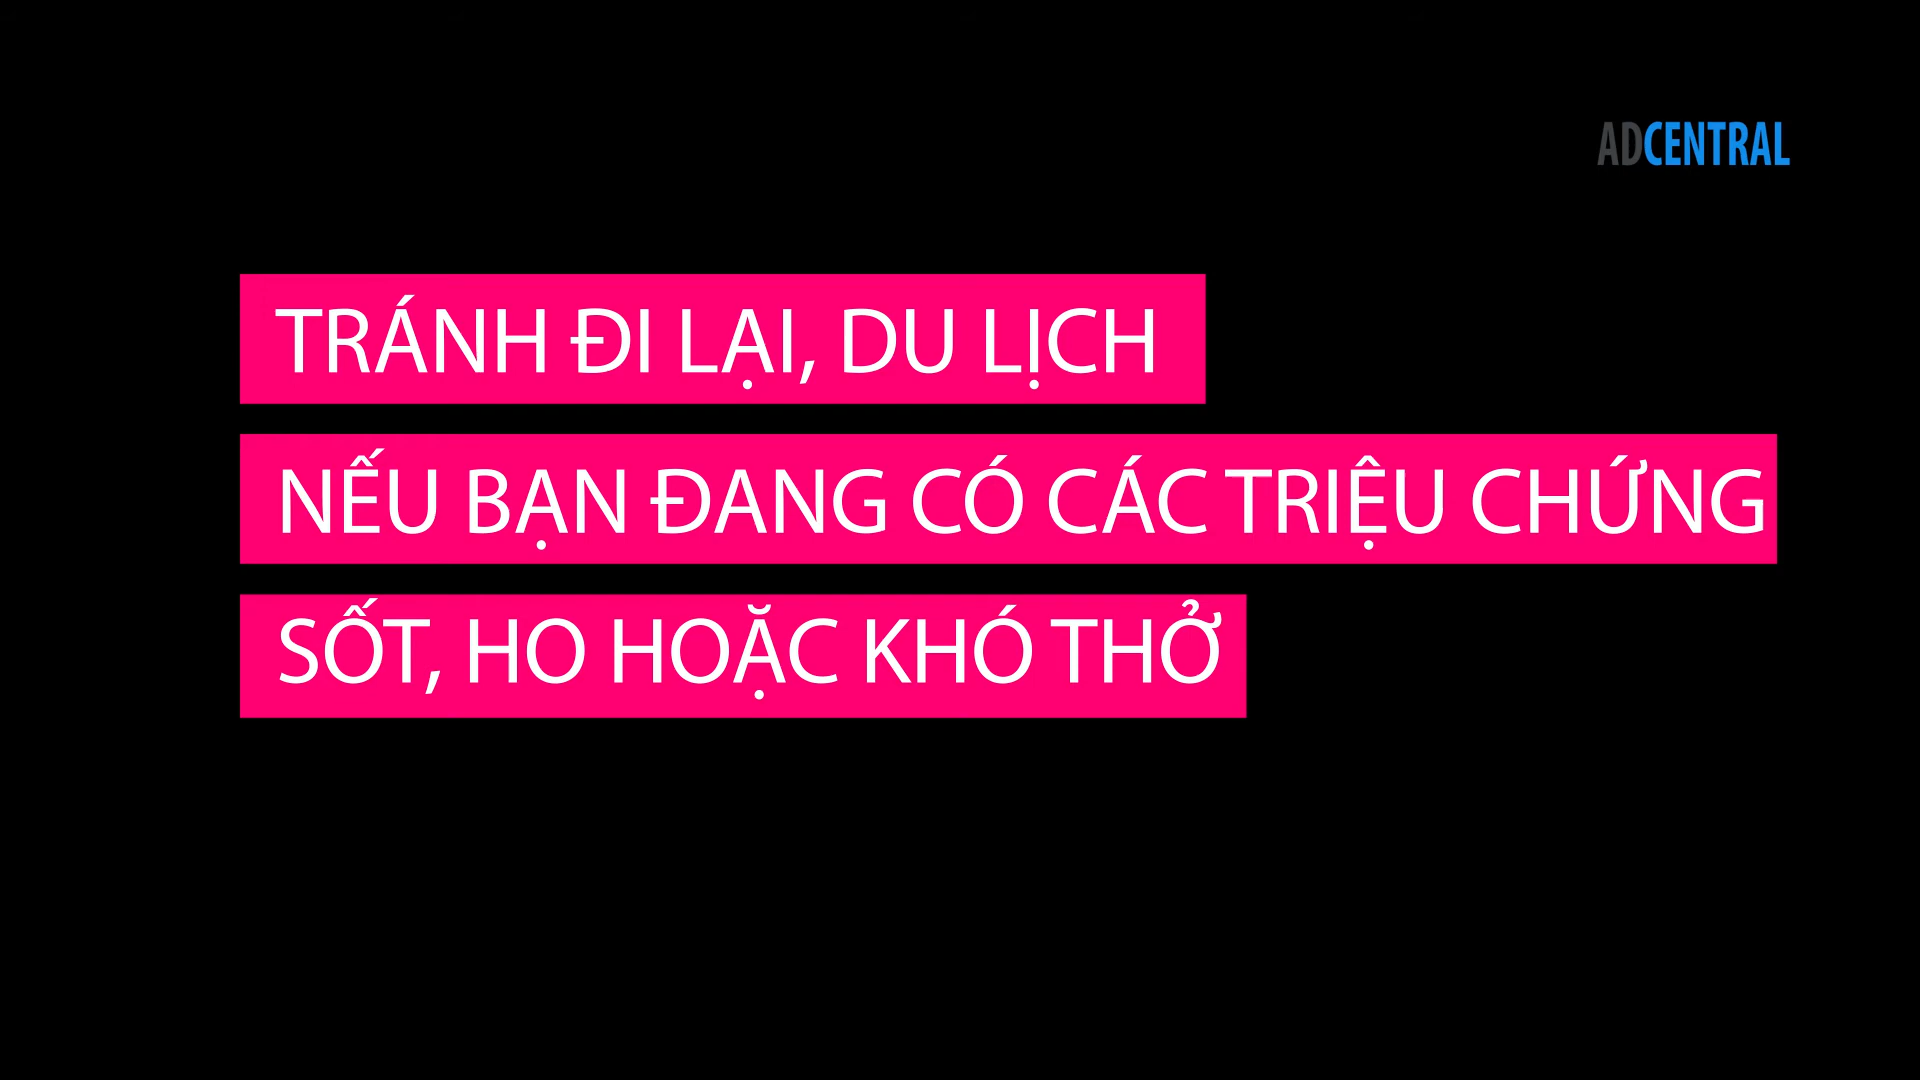 ADCENTRAL
TRÁNH ĐI LẠI, DU LỊCH
NẾU BẠN ĐANG CÓ CÁC TRIỆU CHỨNG
SỐT, HO HOẶC KHÓ THỞ